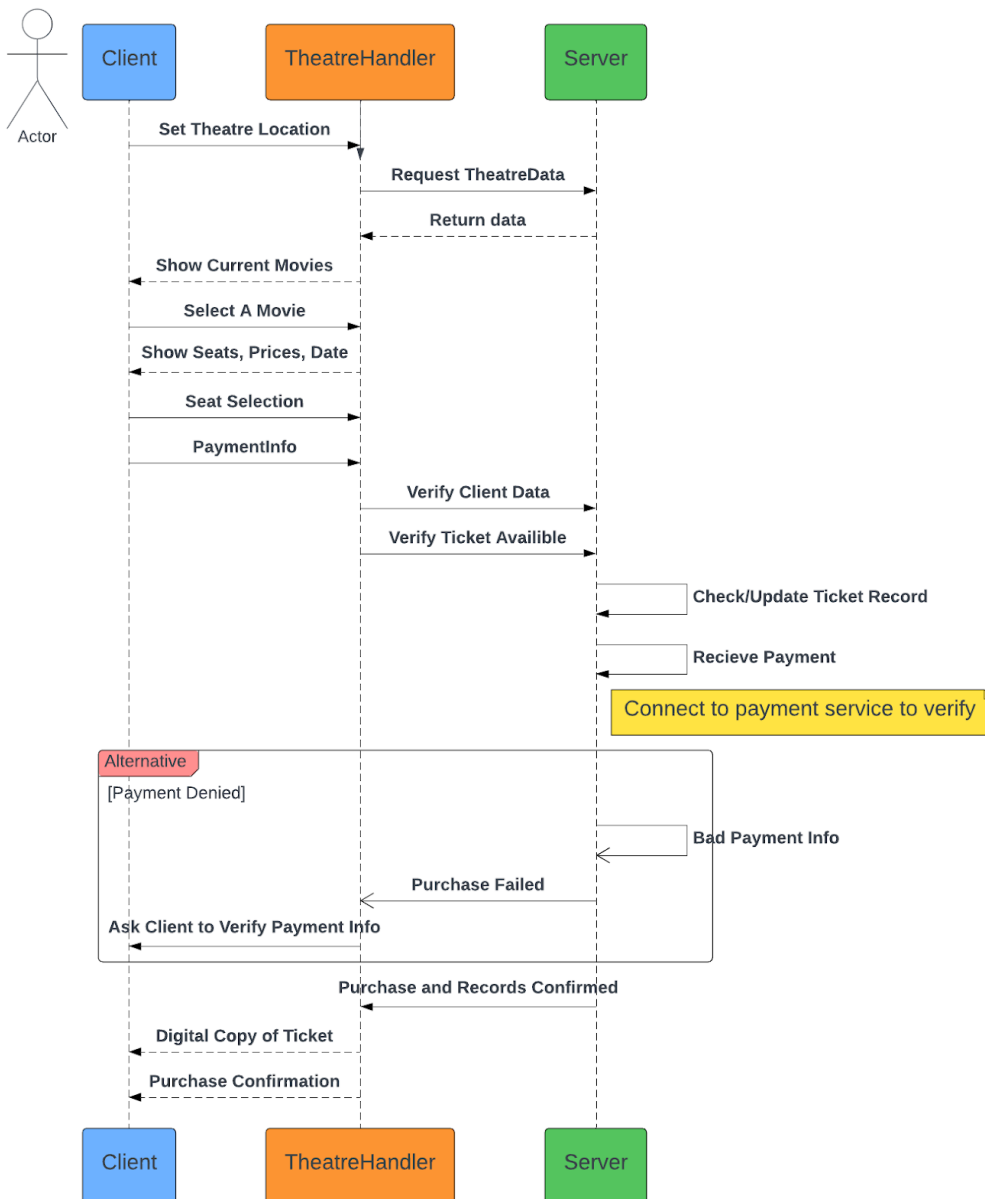 Client
TheatreHandler
Server
Actor
Set Theatre Location
Request TheatreData
Return data
Show Current Movies
Select A Movie
Show Seats, Prices, Date
Seat Selection
PaymentInfo
Verify Client Data
Verify Ticket Availible
Check/Update Ticket Record
Recieve Payment
Connect to payment service to verify
Alternative
[Payment Denied]
Bad Payment Info
Purchase Failed
Ask Client to Verify Payment Info
Purchase and Records Confirmed
Digital Copy of Ticket
Purchase Confirmation
Client
TheatreHandler
Server